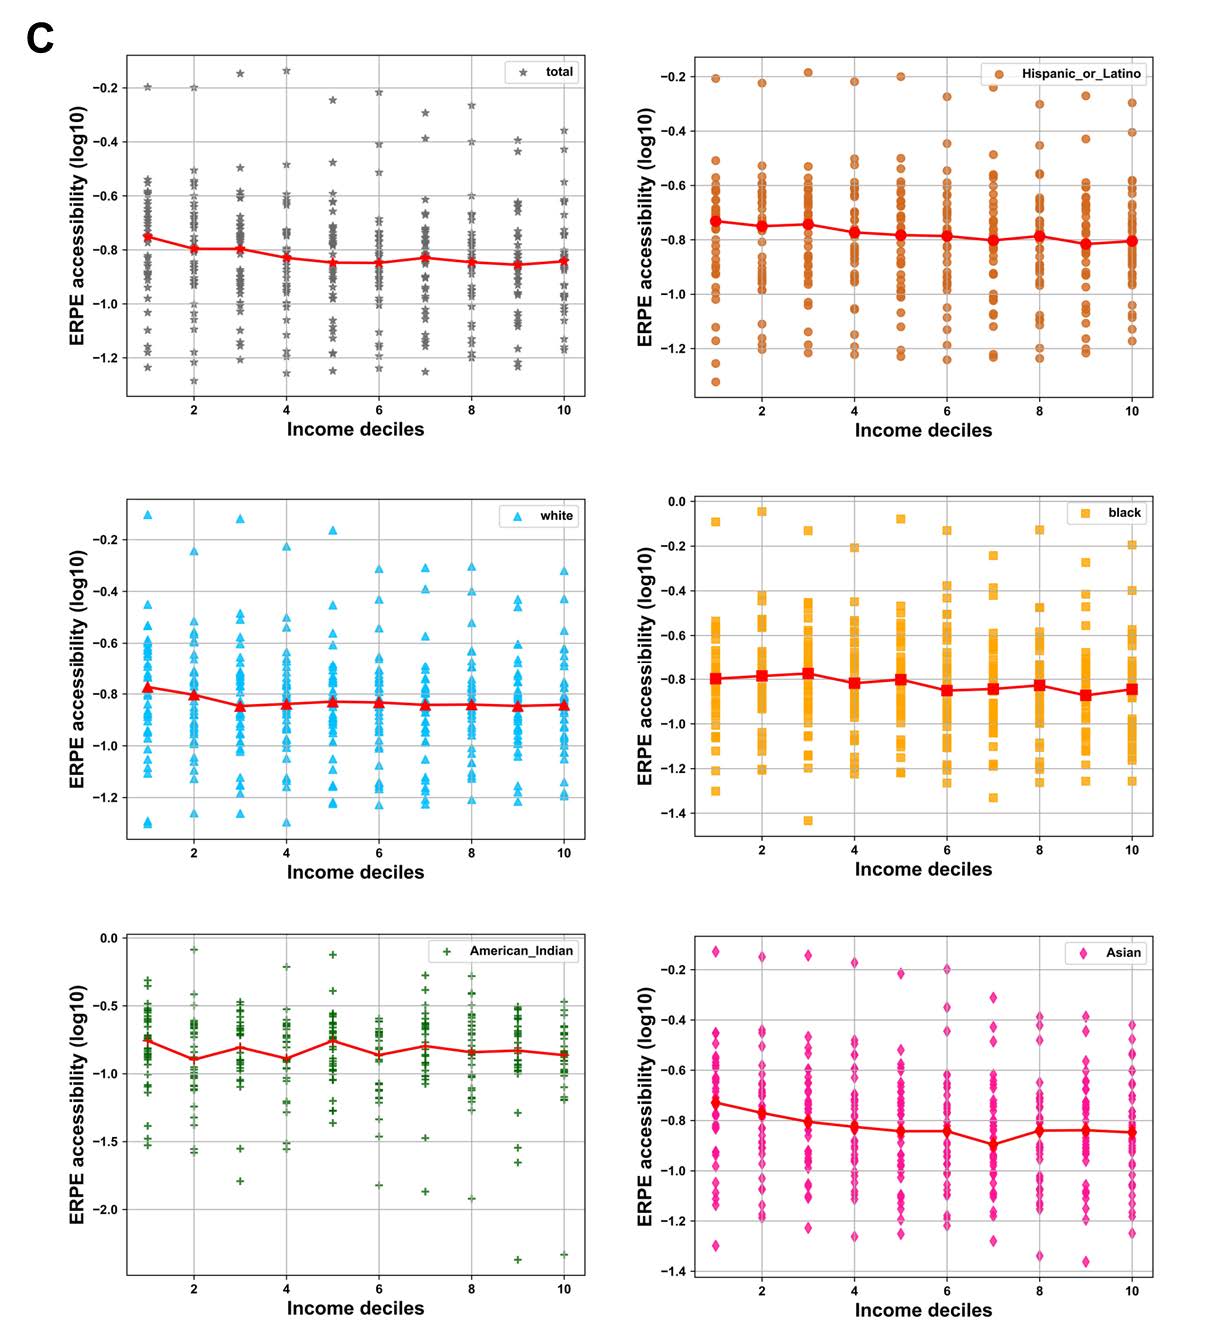 C
total
−0.2
−0.4
−0.6
−0.8
−1.0
−1.2
2 4 6 8 10
Income deciles
ERPE accessibility (log10)
Hispanic_or_Latino
−0.2
−0.4
−0.6
−0.8
−1.0
−1.2
2 4 6 8 10
Income deciles
ERPE accessibility (log10)
white
−0.2
−0.4
−0.6
−0.8
−1.0
−1.2
2 4 6 8 10
Income deciles
ERPE accessibility (log10)
black
0.0
−0.2
−0.4
−0.6
−0.8
−1.0
−1.2
−1.4
2 4 6 8 10
Income deciles
ERPE accessibility (log10)
American_Indian
0.0
−0.5
−1.0
−1.5
−2.0
2 4 6 8 10
Income deciles
ERPE accessibility (log10)
Asian
−0.2
−0.4
−0.6
−0.8
−1.0
−1.2
−1.4
2 4 6 8 10
Income deciles
ERPE accessibility (log10)